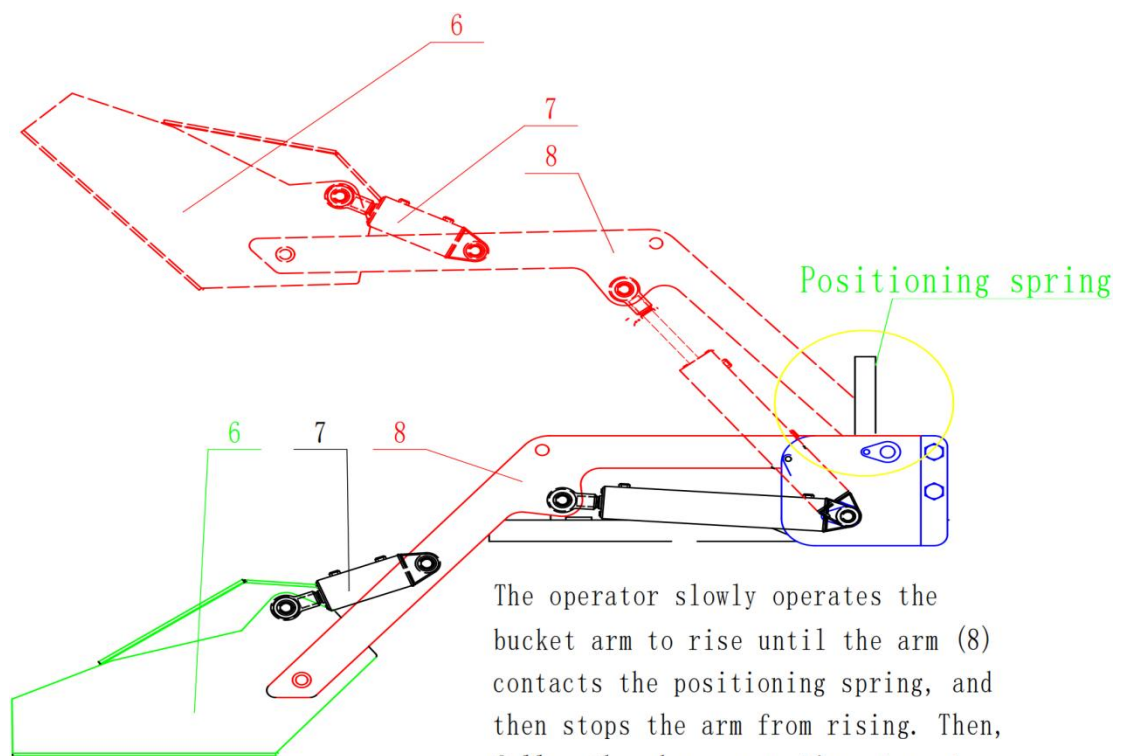 6
7
8
Positioning spring
6
7
8
The operator slowly operates the
bucket arm to rise until the arm (8)
contacts the positioning spring, and
then stops the arm from rising. Then,